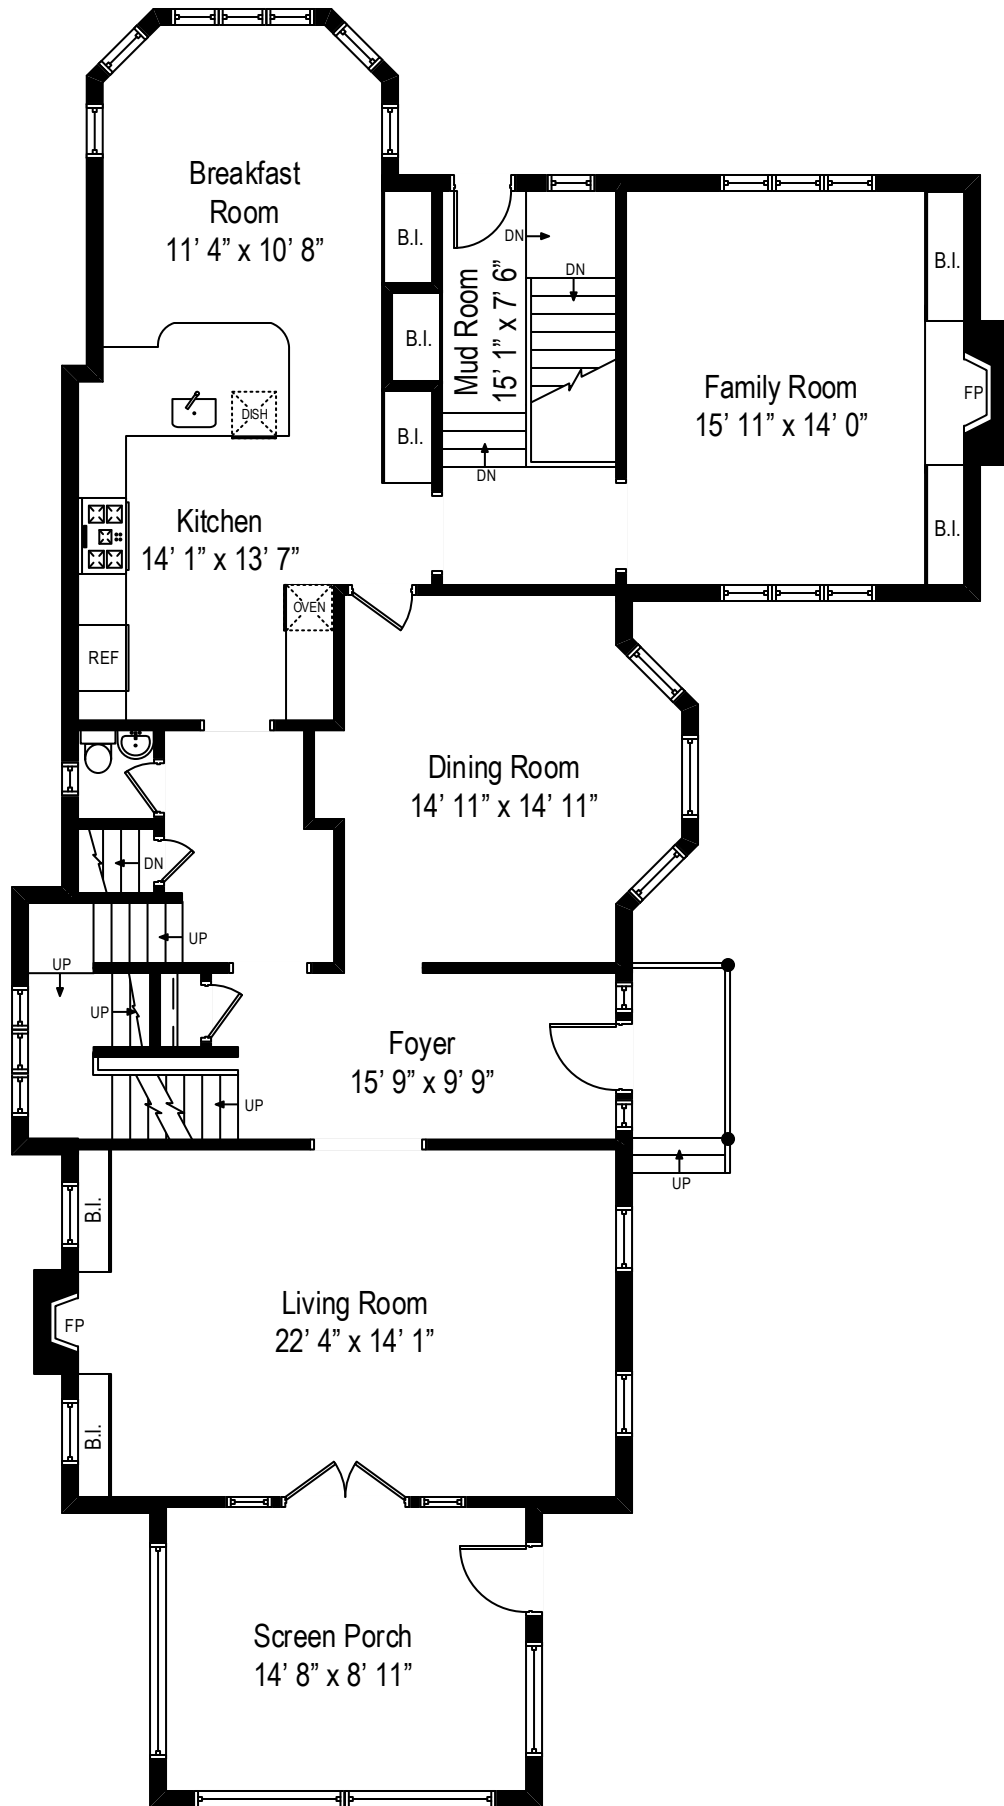 Breakfast
Room
11' 4" x 10' 8"
B.I.
DN
DN
Mud Room
15' 1" x 7' 6"
B.I.
B.I.
B.I.
Family Room
15' 11" x 14' 0"
FP
DISH
B.I.
DN
B.I.
Kitchen
14' 1" x 13' 7"
OVEN
REF
Dining Room
14' 11" x 14' 11"
DN
UP
UP
UP
Foyer
15' 9" x 9' 9"
UP
UP
B.I.
Living Room
22' 4" x 14' 1"
FP
B.I.
Screen Porch
14' 8" x 8' 11"